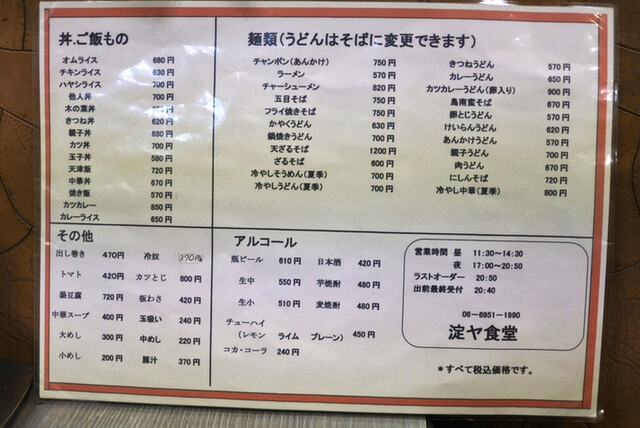 丼、ご飯もの
オムライス 680円
チキンライス 630円
ハヤシライス 700円
他人丼 700円
木の葉丼
きつね丼 620円
親子丼 680円
カツ丼 700円
玉子丼 580円
天津飯 720円
中華丼 670円
焼き飯 570円
カツカレー 850円
カレーライス 650円
麺類(うどんはそばに変更できます)
チャンポン(あんかけ) 750円
ラーメン 570円
チャーシューメン 820円
五目そば 750円
フライ焼きそば 750円
かやくうどん 630円
鍋焼きうどん 900円
天ざるそば 1200円
ざるそば 600円
冷やしそうめん(夏季) 700円
冷やしうどん(夏季) 700円
きつねうどん 570円
カレーうどん 650円
カツカレーうどん(卵入り) 900円
鳥南蛮そば 670円
卵とじうどん 570円
けいらんうどん 620円
あんかけうどん 570円
親子うどん 700円
肉うどん 670円
にしんそば 720円
冷やし中華(夏季) 800円
その他
出し巻き 470円 冷奴 390円
トマト 420円 カツとじ 800円
湯豆腐 720円 板わさ 420円
中華スープ 400円 玉吸い 240円
大めし 300円 中めし 220円
小めし 200円 豚汁 370円
アルコール
瓶ビール 610円 日本酒 420円
生中 550円 芋焼酎 480円
生小 510円 麦焼酎 480円
チューハイ
(レモン ライム プレーン) 450円
コカ・コーラ 240円
営業時間 昼 11:30~14:30
夜 17:00~20:50
ラストオーダー 20:50
出前最終受付 20:40
06-6951-1990
淀ヤ食堂
*すべて税込価格です。